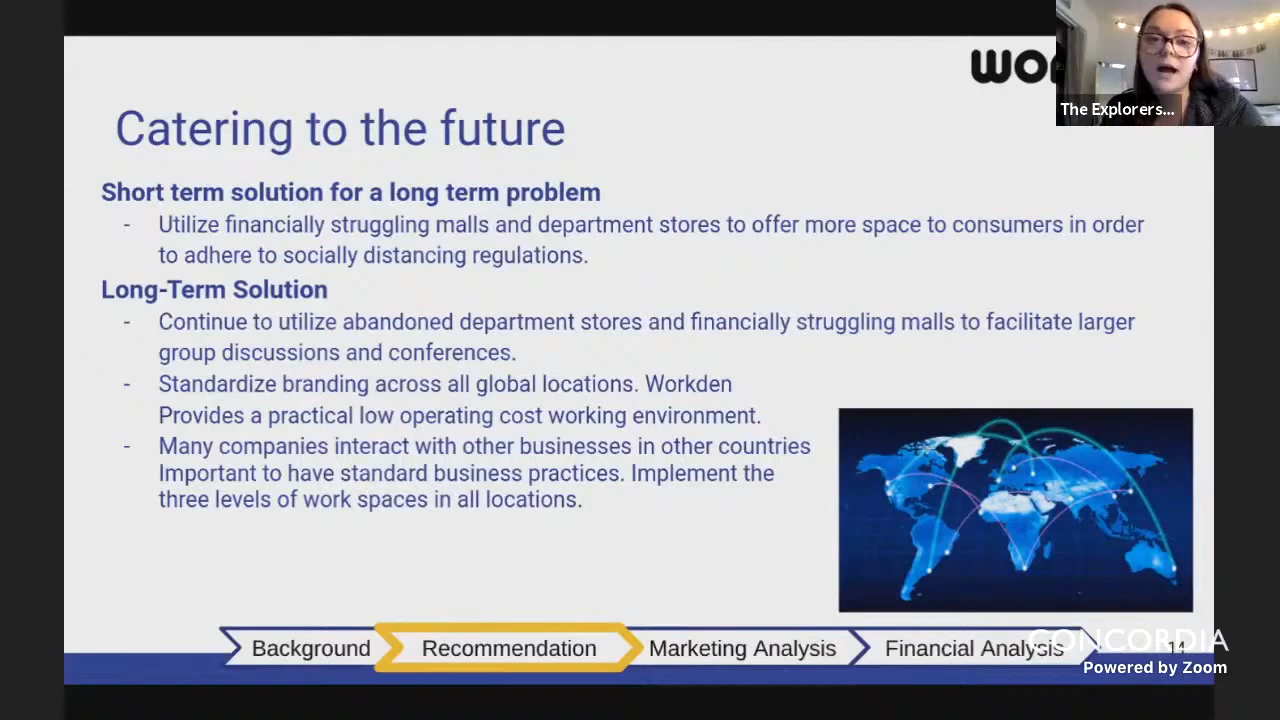 Catering to the future
Short term solution for a long term problem
- Utilize financially struggling malls and department stores to offer more space to consumers in order
to adhere to socially distancing regulations.
Long-Term Solution
- Continue to utilize abandoned department stores and financially struggling malls to facilitate larger
group discussions and conferences.
- Standardize branding across all global locations. Workden
Provides a practical low operating cost working environment.
- Many companies interact with other businesses in other countries
Important to have standard business practices. Implement the
three levels of work spaces in all locations.
The Explorers...
Background
Recommendation
Marketing Analysis
Financial Analysis
CONCORDIA
Powered by Zoom